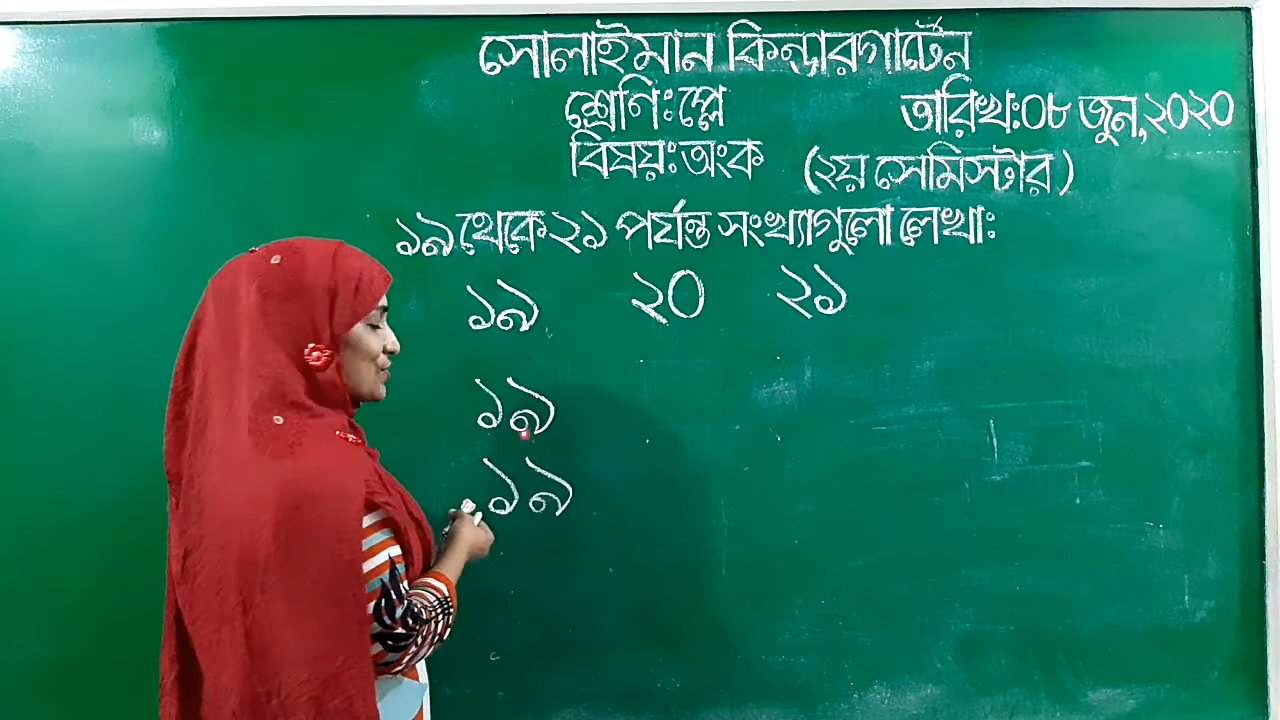 সোলাইমান কিন্ডারগার্টেন
শ্রেণিঃপ্লে
তারিখঃ০৮ জুন,২০২০
বিষয়ঃঅংক (২য় সেমিস্টার)
১৯ থেকে ২১ পর্যন্ত সংখ্যাগুলো লেখাঃ
১৯ ২০ ২১
১৯
১৯